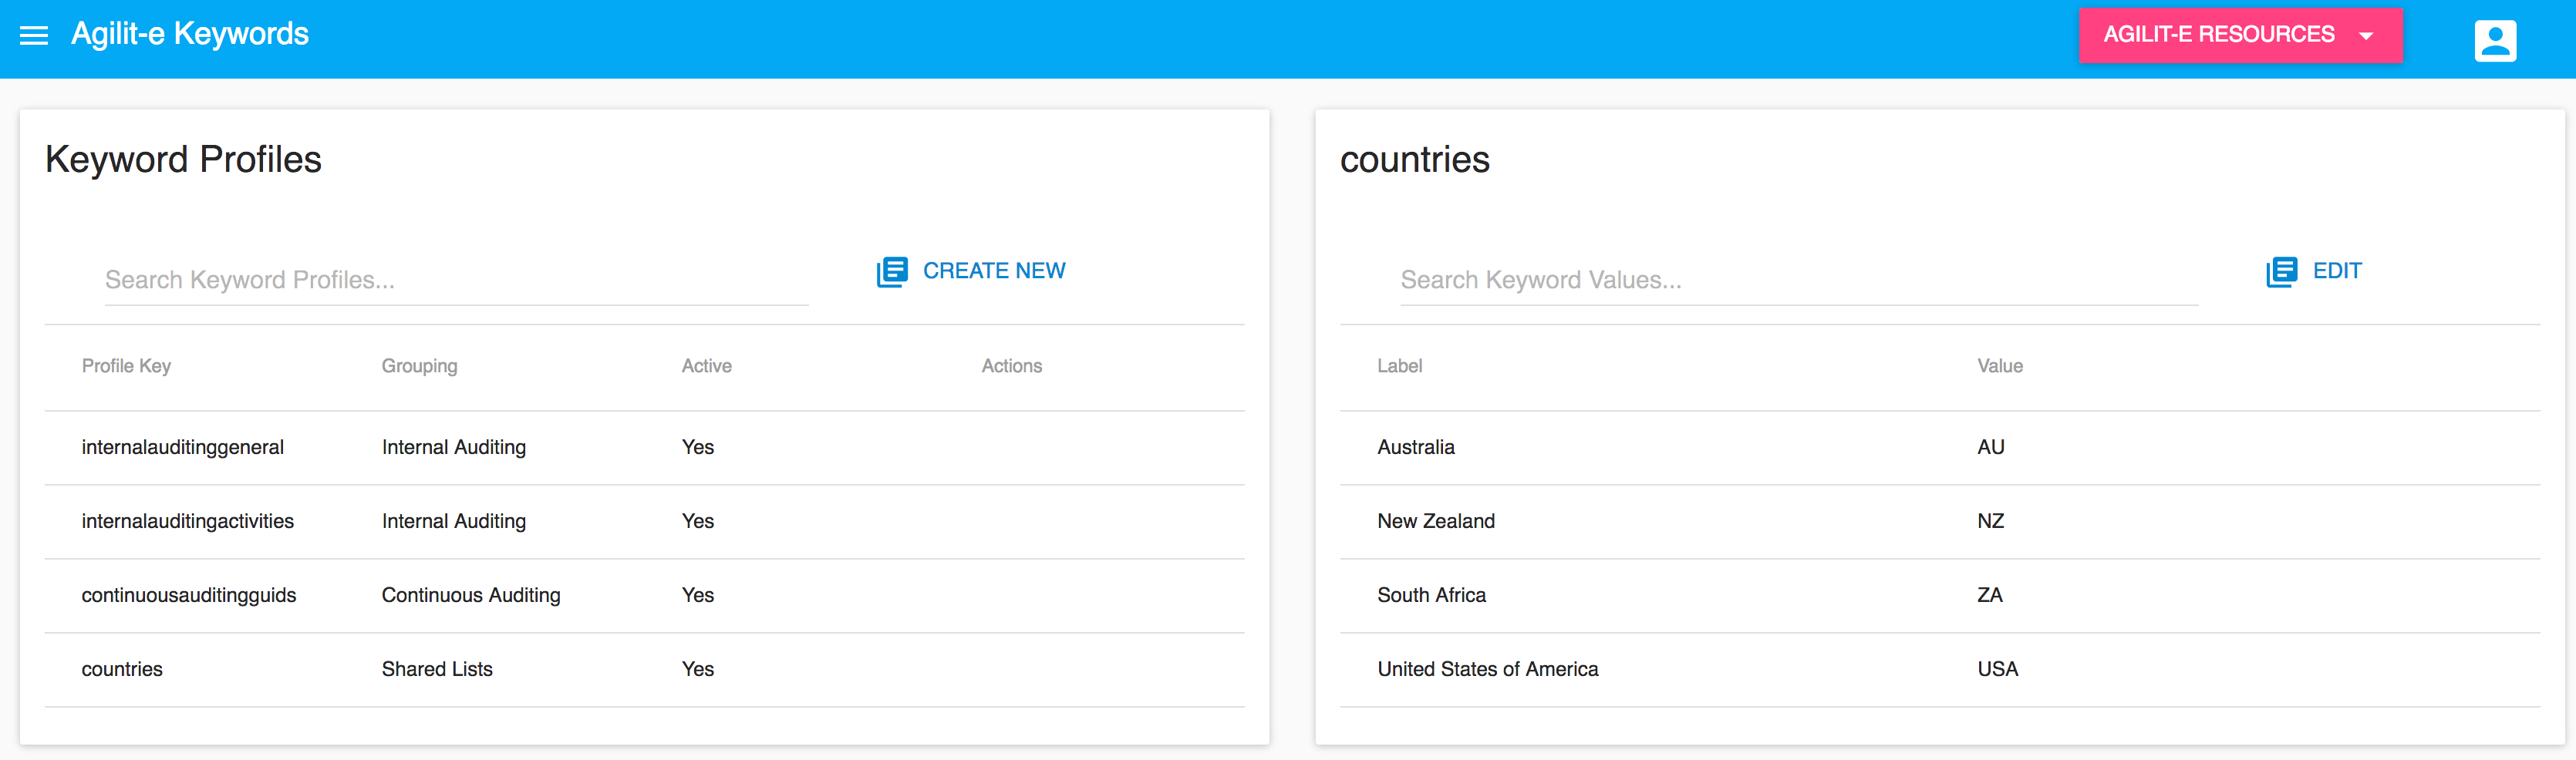 Agilit-e Keywords
AGILIT-E RESOURCES
Keyword Profiles
Search Keyword Profiles...
CREATE NEW
Profile Key Grouping Active Actions
internalauditinggeneral Internal Auditing Yes
internalauditingactivities Internal Auditing Yes
continuousauditingguids Continuous Auditing Yes
countries Shared Lists Yes
countries
Search Keyword Values...
EDIT
Label Value
Australia AU
New Zealand NZ
South Africa ZA
United States of America USA